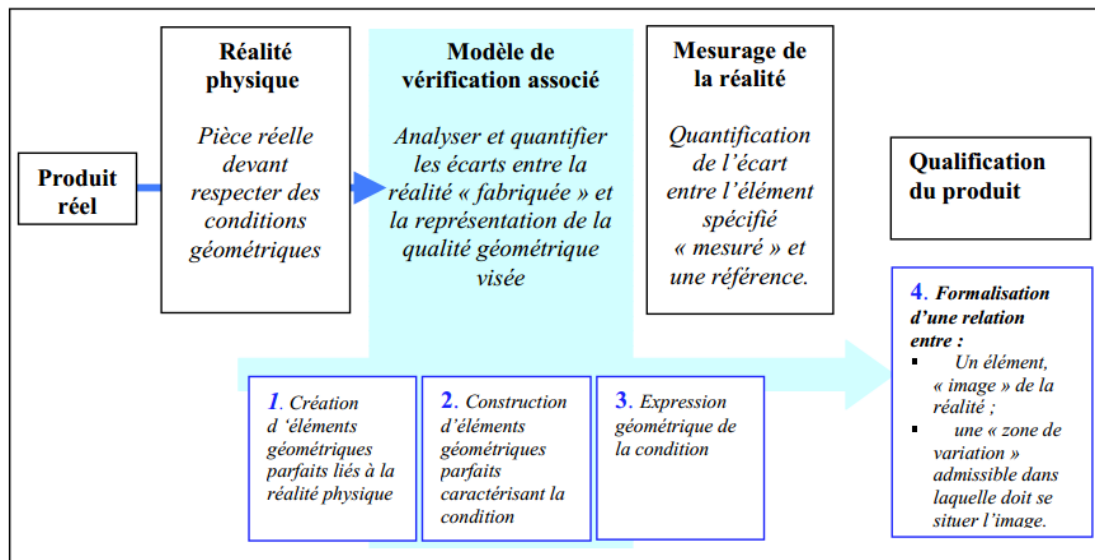 Produit
réel
Réalité
physique
Pièce réelle
devant
respecter des
conditions
géométriques
Modèle de
vérification associé
Analyser et quantifier
les écarts entre la
réalité « fabriquée » et
la représentation de la
qualité géométrique
visée
Mesurage de
la réalité
Quantification
de l’écart
entre l’élément
spécifié
« mesuré » et
une référence.
Qualification
du produit
1. Création
d ‘éléments
géométriques
parfaits liés à la
réalité physique
2. Construction
d’éléments
géométriques
parfaits
caractérisant la
condition
3. Expression
géométrique de
la condition
4. Formalisation
d’une relation
entre :
▪ Un élément,
« image » de la
réalité ;
▪ une « zone de
variation »
admissible dans
laquelle doit se
situer l’image.